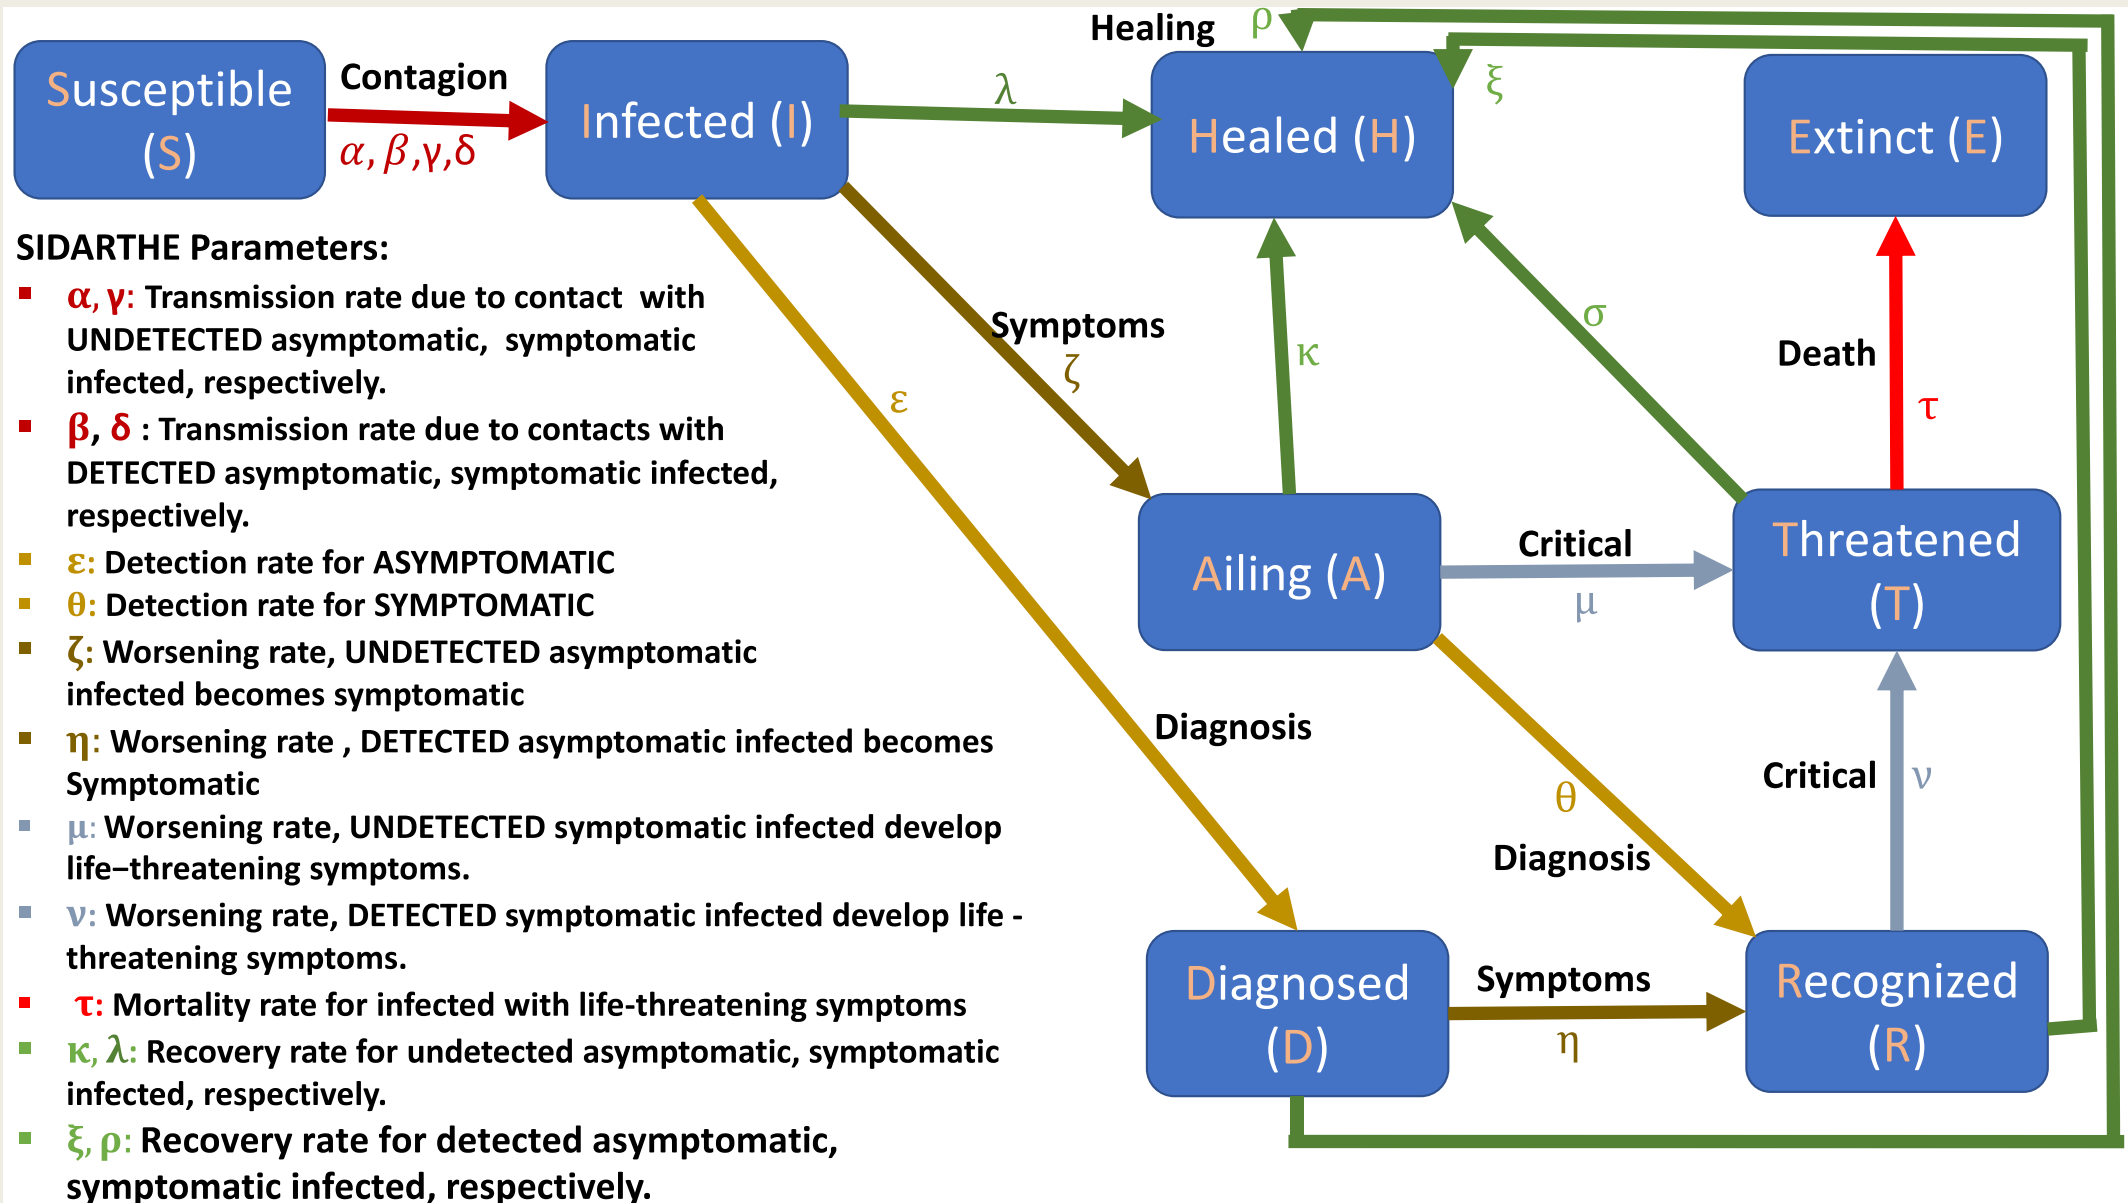 Susceptible
(S)
Contagion
α, β,γ,δ
Infected (I)
λ
Healing
ρ
Healed (H)
ξ
Extinct (E)
SIDARTHE Parameters:
α, γ: Transmission rate due to contact with
UNDETECTED asymptomatic, symptomatic
infected, respectively.
β, δ : Transmission rate due to contacts with
DETECTED asymptomatic, symptomatic infected,
respectively.
ε: Detection rate for ASYMPTOMATIC
θ: Detection rate for SYMPTOMATIC
ζ: Worsening rate, UNDETECTED asymptomatic
infected becomes symptomatic
η: Worsening rate , DETECTED asymptomatic infected becomes
Symptomatic
μ: Worsening rate, UNDETECTED symptomatic infected develop
life−threatening symptoms.
ν: Worsening rate, DETECTED symptomatic infected develop life -
threatening symptoms.
τ: Mortality rate for infected with life-threatening symptoms
κ, λ: Recovery rate for undetected asymptomatic, symptomatic
infected, respectively.
ξ, ρ: Recovery rate for detected asymptomatic,
symptomatic infected, respectively.
Symptoms
ζ
ε
κ
σ
Death
τ
Ailing (A)
Critical
μ
Threatened
(T)
Diagnosis
θ
Diagnosis
Critical
ν
Diagnosed
(D)
Symptoms
η
Recognized
(R)